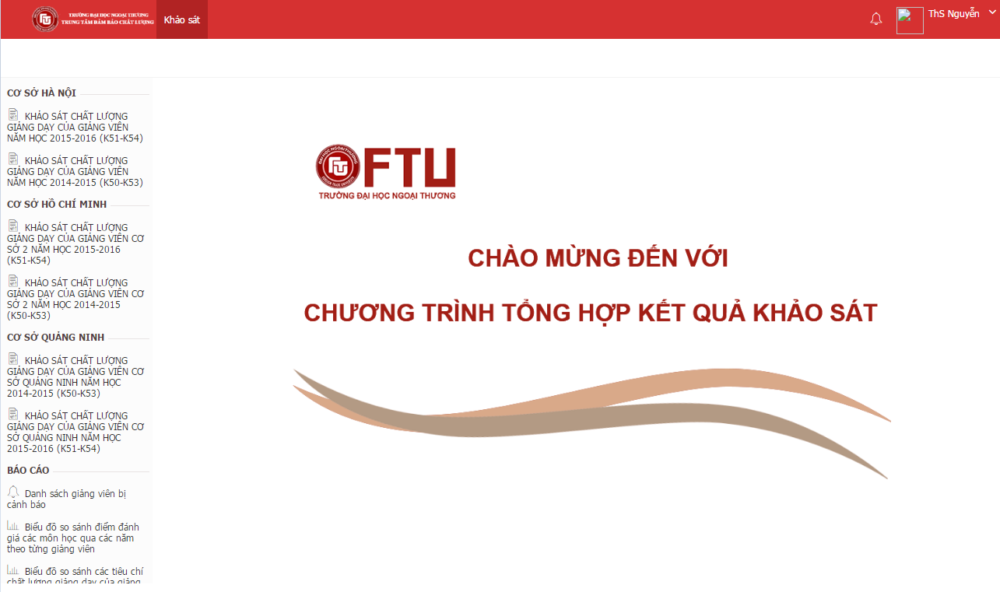 TRƯỜNG ĐẠI HỌC NGOẠI THƯƠNG
TRUNG TÂM ĐẢM BẢO CHẤT LƯỢNG
Khảo sát
ThS Nguyễn
CƠ SỞ HÀ NỘI
KHẢO SÁT CHẤT LƯỢNG
GIẢNG DẠY CỦA GIẢNG VIÊN
NĂM HỌC 2015-2016 (K51-K54)
KHẢO SÁT CHẤT LƯỢNG
GIẢNG DẠY CỦA GIẢNG VIÊN
NĂM HỌC 2014-2015 (K50-K53)
CƠ SỞ HỒ CHÍ MINH
KHẢO SÁT CHẤT LƯỢNG
GIẢNG DẠY CỦA GIẢNG VIÊN CƠ
SỞ 2 NĂM HỌC 2015-2016
(K51-K54)
KHẢO SÁT CHẤT LƯỢNG
GIẢNG DẠY CỦA GIẢNG VIÊN CƠ
SỞ 2 NĂM HỌC 2014-2015
(K50-K53)
CƠ SỞ QUẢNG NINH
KHẢO SÁT CHẤT LƯỢNG
GIẢNG DẠY CỦA GIẢNG VIÊN CƠ
SỞ QUẢNG NINH NĂM HỌC
2014-2015 (K50-K53)
KHẢO SÁT CHẤT LƯỢNG
GIẢNG DẠY CỦA GIẢNG VIÊN CƠ
SỞ QUẢNG NINH NĂM HỌC
2015-2016 (K51-K54)
BÁO CÁO
Danh sách giảng viên bị
cảnh báo
Biểu đồ so sánh điểm đánh
giá các môn học qua các năm
theo từng giảng viên
Biểu đồ so sánh các tiêu chí
chất lượng giảng dạy của giảng
FTU
TRƯỜNG ĐẠI HỌC NGOẠI THƯƠNG
CHÀO MỪNG ĐẾN VỚI
CHƯƠNG TRÌNH TỔNG HỢP KẾT QUẢ KHẢO SÁT